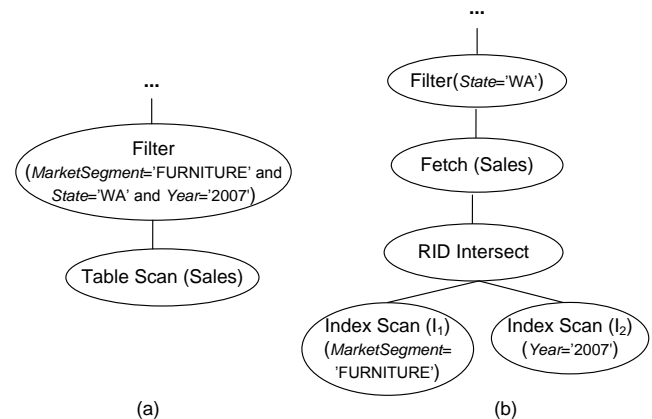 ...
Filter
(MarketSegment='FURNITURE' and
State='WA' and Year='2007')
Table Scan (Sales)
(a)
...
Filter(State='WA')
Fetch (Sales)
RID Intersect
Index Scan (I₁)
(MarketSegment=
'FURNITURE')
Index Scan (I₂)
(Year='2007')
(b)